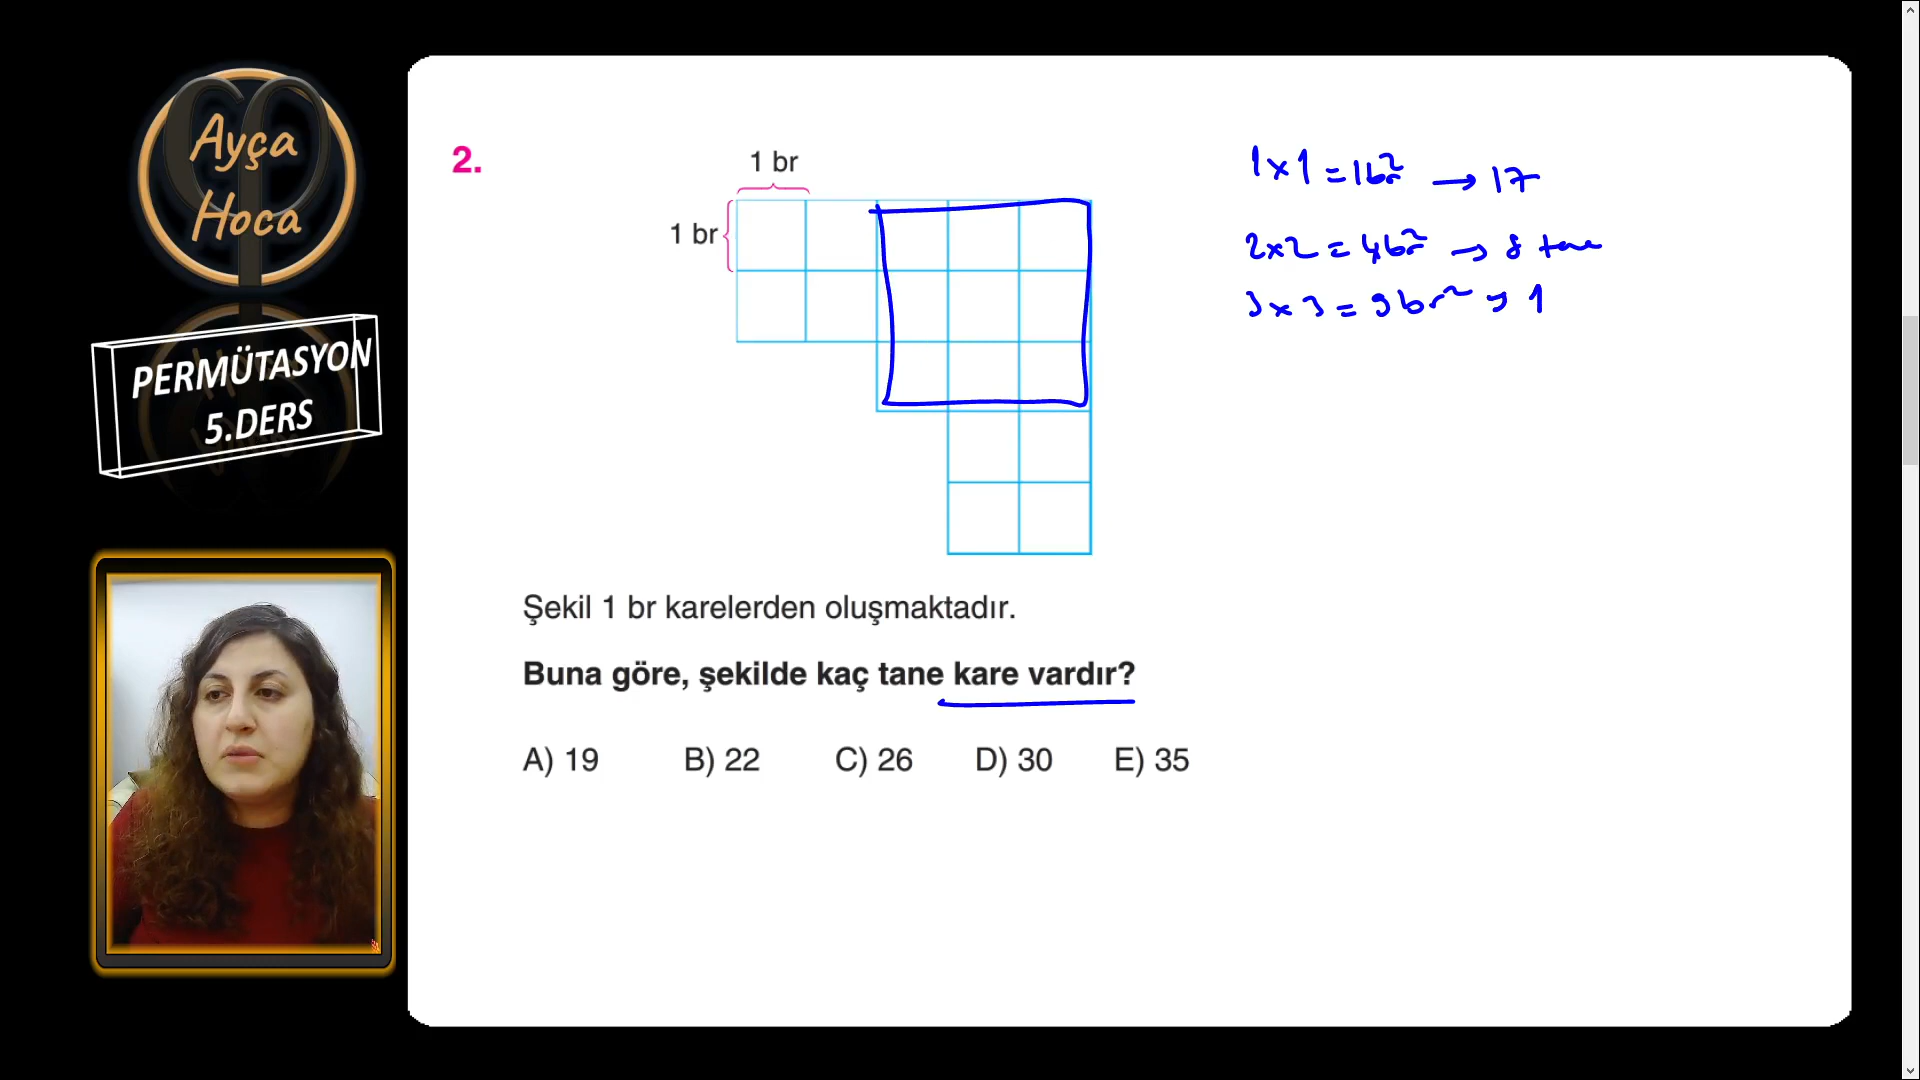 Ayça
Hoca
PERMÜTASYON
5.DERS
2.
1 br
1 br
1x1 = 1br² → 17
2x2 = 4br² → 8 tane
3x3 = 9br² → 1
Şekil 1 br karelerden oluşmaktadır.
Buna göre, şekilde kaç tane kare vardır?
A) 19 B) 22 C) 26 D) 30 E) 35